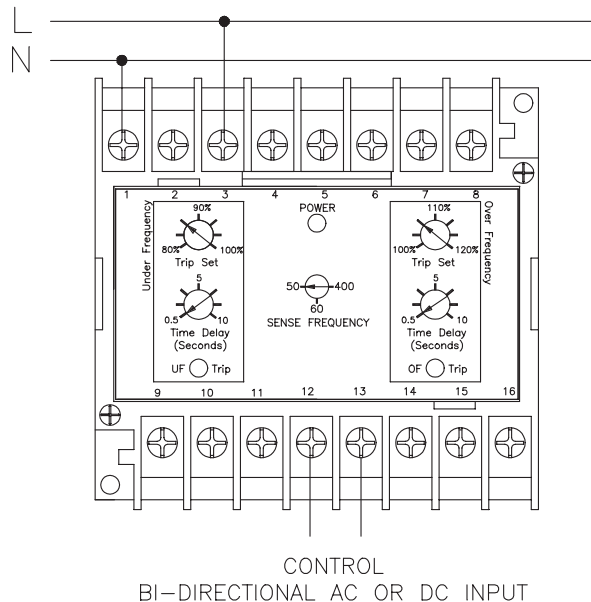 L
N
1 2 3 4 5 6 7 8
Under Frequency
80% 90% 100%
Trip Set
0.5 5 10
Time Delay
(Seconds)
UF Trip
POWER
50 400
60
SENSE FREQUENCY
Over Frequency
100% 110% 120%
Trip Set
0.5 5 10
Time Delay
(Seconds)
OF Trip
9 10 11 12 13 14 15 16
CONTROL
BI-DIRECTIONAL AC OR DC INPUT